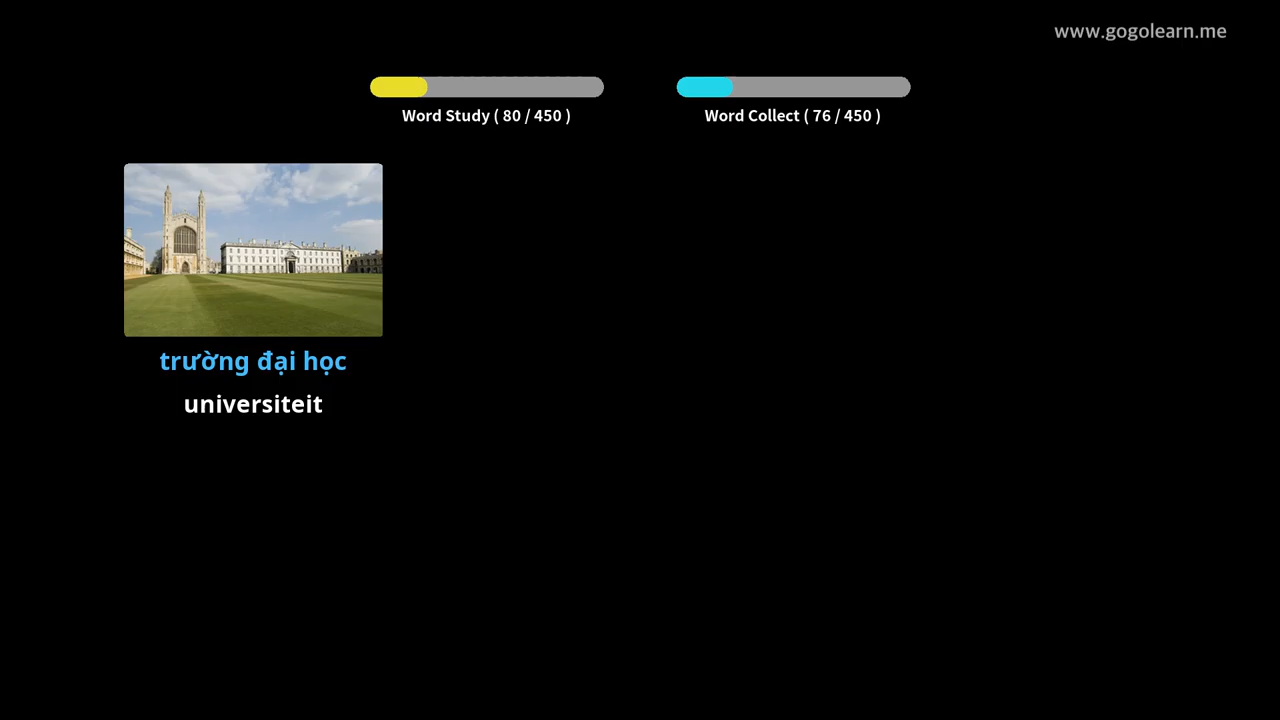 www.gogolearn.me
Word Study ( 80 / 450 )
Word Collect ( 76 / 450 )
trường đại học
universiteit